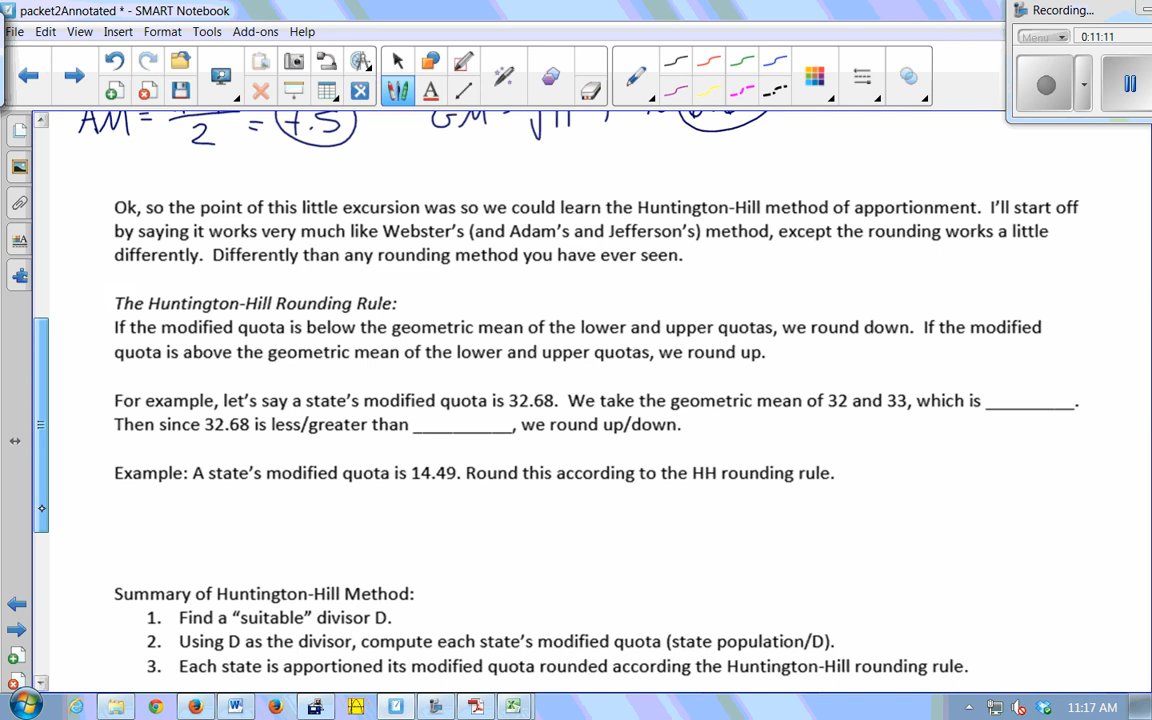 packet2Annotated * - SMART Notebook
Recording...
File Edit View Insert Format Tools Add-ons Help
Menu 0:11:11
AM = 2 = 7.5 GM =
Ok, so the point of this little excursion was so we could learn the Huntington-Hill method of apportionment. I'll start off
by saying it works very much like Webster's (and Adam's and Jefferson's) method, except the rounding works a little
differently. Differently than any rounding method you have ever seen.
The Huntington-Hill Rounding Rule:
If the modified quota is below the geometric mean of the lower and upper quotas, we round down. If the modified
quota is above the geometric mean of the lower and upper quotas, we round up.
For example, let's say a state's modified quota is 32.68. We take the geometric mean of 32 and 33, which is _________.
Then since 32.68 is less/greater than __________, we round up/down.
Example: A state's modified quota is 14.49. Round this according to the HH rounding rule.
Summary of Huntington-Hill Method:
1. Find a "suitable" divisor D.
2. Using D as the divisor, compute each state's modified quota (state population/D).
3. Each state is apportioned its modified quota rounded according the Huntington-Hill rounding rule.
11:17 AM